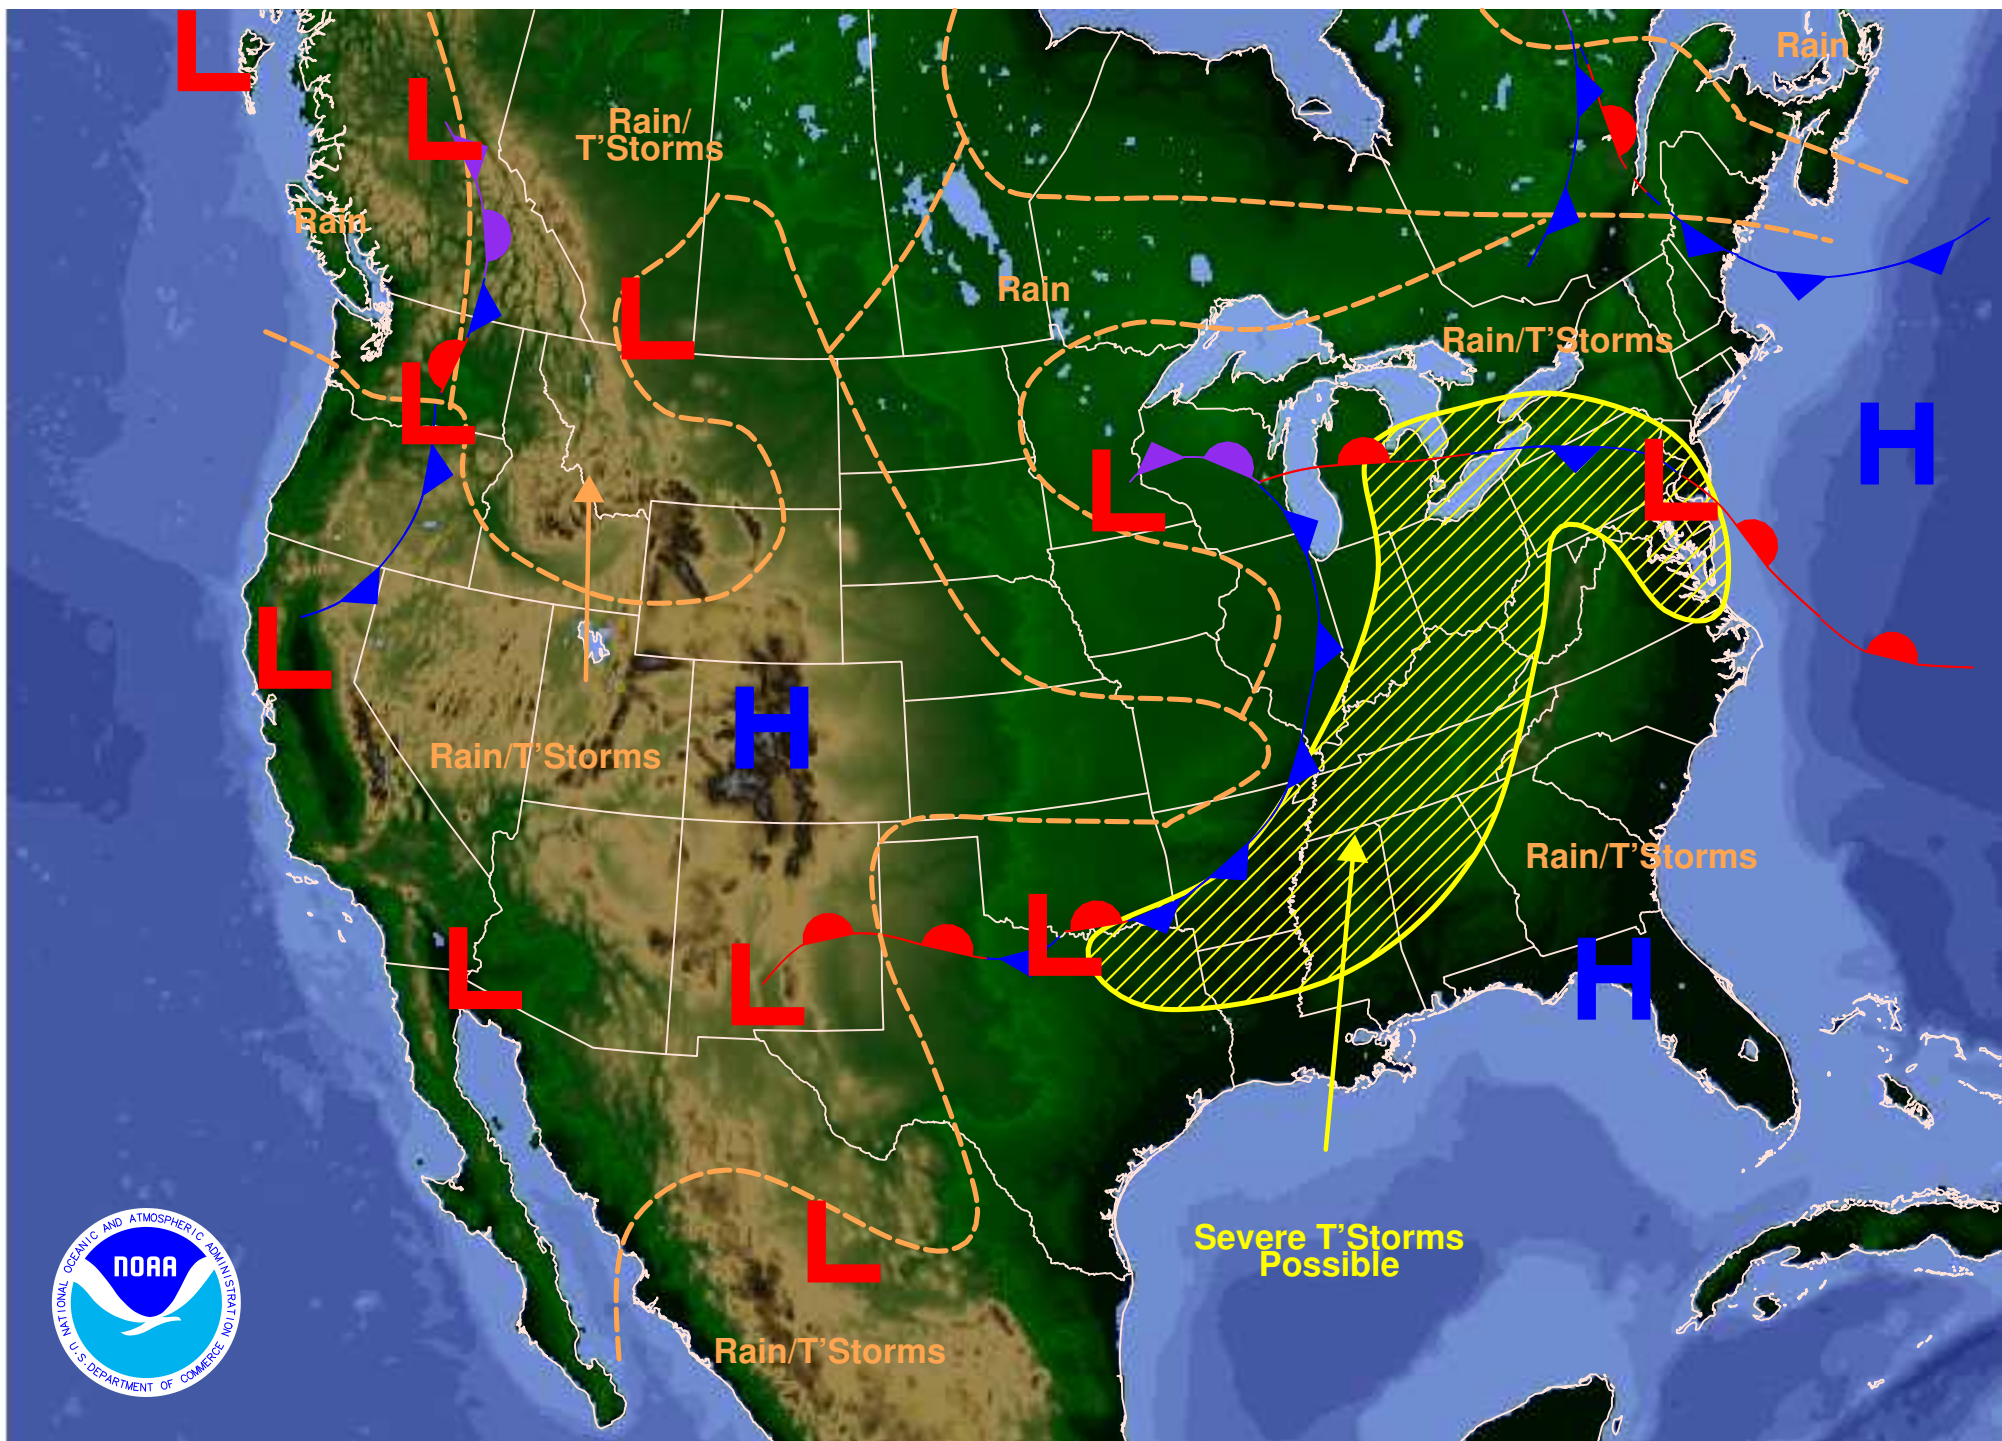 L
Rain
L
Rain/
T'Storms
Rain
L
Rain
Rain/T'Storms
L
H
L
L
L
H
Rain/T'Storms
Rain/T'Storms
L
L
L
H
L
Severe T'Storms
Possible
Rain/T'Storms
NATIONAL OCEANIC AND ATMOSPHERIC ADMINISTRATION
NOAA
U.S. DEPARTMENT OF COMMERCE